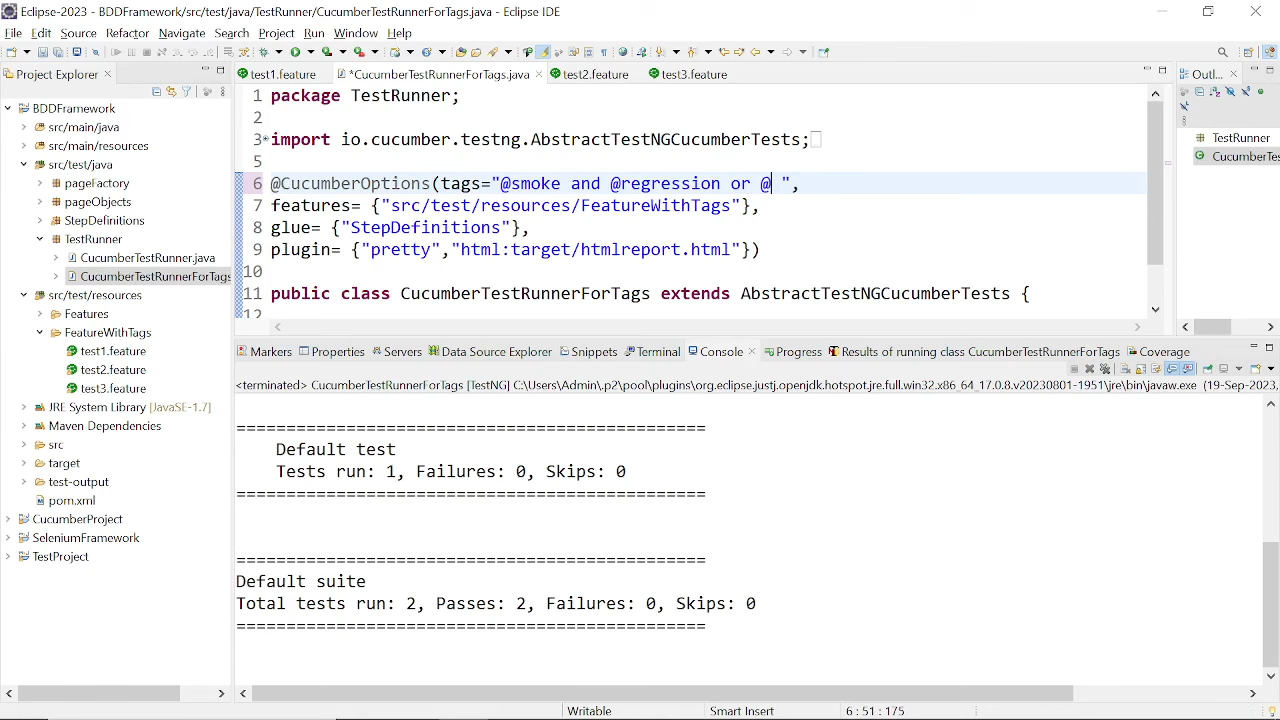 Eclipse-2023 - BDDFramework/src/test/java/TestRunner/CucumberTestRunnerForTags.java - Eclipse IDE
File Edit Source Refactor Navigate Search Project Run Window Help
Project Explorer
test1.feature
*CucumberTestRunnerForTags.java
test2.feature
test3.feature
Outl...
BDDFramework
src/main/java
src/main/resources
src/test/java
pageFactory
pageObjects
StepDefinitions
TestRunner
CucumberTestRunner.java
CucumberTestRunnerForTags
src/test/resources
Features
FeatureWithTags
test1.feature
test2.feature
test3.feature
JRE System Library [JavaSE-1.7]
Maven Dependencies
src
target
test-output
pom.xml
CucumberProject
SeleniumFramework
TestProject
1 package TestRunner;
2
3 import io.cucumber.testng.AbstractTestNGCucumberTests;
5
6 @CucumberOptions(tags="@smoke and @regression or @ ",
7 features= {"src/test/resources/FeatureWithTags"},
8 glue= {"StepDefinitions"},
9 plugin= {"pretty","html:target/htmlreport.html"})
10
11 public class CucumberTestRunnerForTags extends AbstractTestNGCucumberTests {
12
TestRunner
CucumberTes
Markers Properties Servers Data Source Explorer Snippets Terminal Console Progress Results of running class CucumberTestRunnerForTags Coverage
<terminated> CucumberTestRunnerForTags [TestNG] C:\Users\Admin\.p2\pool\plugins\org.eclipse.justj.openjdk.hotspot.jre.full.win32.x86_64_17.0.8.v20230801-1951\jre\bin\javaw.exe (19-Sep-2023,
===============================================
Default test
Tests run: 1, Failures: 0, Skips: 0
===============================================
===============================================
Default suite
Total tests run: 2, Passes: 2, Failures: 0, Skips: 0
===============================================
Writable
Smart Insert
6 : 51 : 175